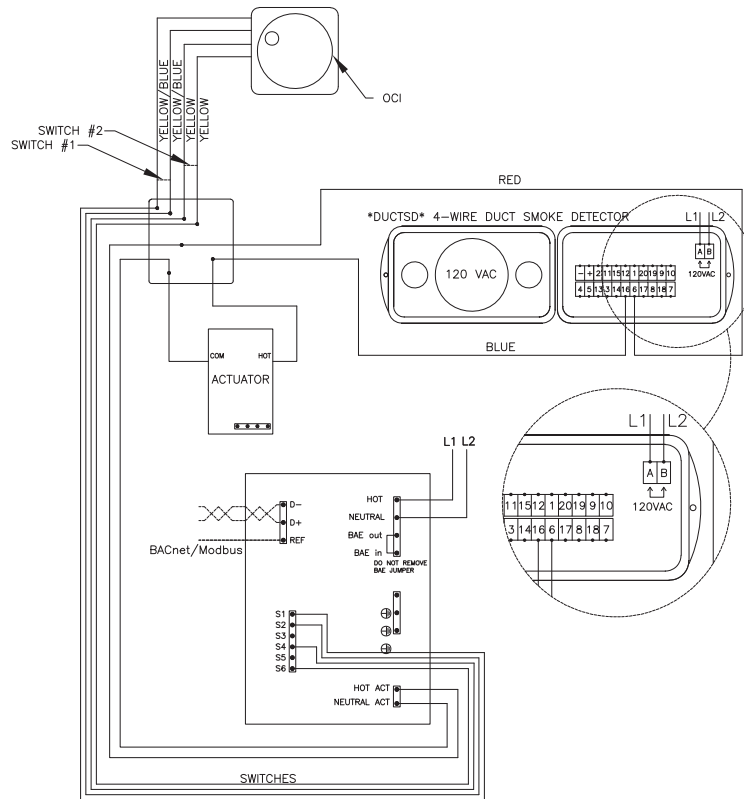 YELLOW/BLUE
YELLOW/BLUE
YELLOW
YELLOW
OCI
SWITCH #2
SWITCH #1
RED
*DUCTSD* 4-WIRE DUCT SMOKE DETECTOR
L1 L2
120 VAC
A B
120VAC
- + 2 11 15 12 1 20 19 9 10
4 5 13 3 14 16 6 17 8 18 7
BLUE
COM HOT
ACTUATOR
L1 L2
A B
120VAC
11 15 12 1 20 19 9 10
3 14 16 6 17 8 18 7
L1 L2
HOT
NEUTRAL
BAE out
BAE in
DO NOT REMOVE
BAE JUMPER
D-
D+
REF
BACnet/Modbus
S1
S2
S3
S4
S5
S6
HOT ACT
NEUTRAL ACT
SWITCHES